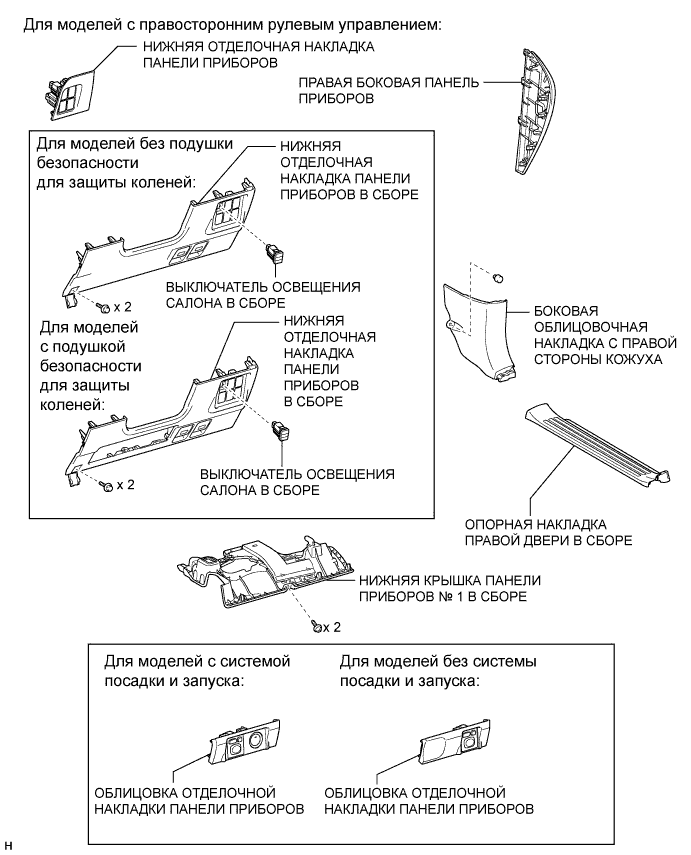 Для моделей с правосторонним рулевым управлением:
НИЖНЯЯ ОТДЕЛОЧНАЯ НАКЛАДКА
ПАНЕЛИ ПРИБОРОВ
ПРАВАЯ БОКОВАЯ ПАНЕЛЬ
ПРИБОРОВ
Для моделей без подушки
безопасности
для защиты коленей:
НИЖНЯЯ
ОТДЕЛОЧНАЯ
НАКЛАДКА ПАНЕЛИ
ПРИБОРОВ В СБОРЕ
ВЫКЛЮЧАТЕЛЬ ОСВЕЩЕНИЯ
САЛОНА В СБОРЕ
x 2
Для моделей
с подушкой
безопасности
для защиты
коленей:
НИЖНЯЯ
ОТДЕЛОЧНАЯ
НАКЛАДКА
ПАНЕЛИ
ПРИБОРОВ
В СБОРЕ
ВЫКЛЮЧАТЕЛЬ ОСВЕЩЕНИЯ
САЛОНА В СБОРЕ
x 2
БОКОВАЯ
ОБЛИЦОВОЧНАЯ
НАКЛАДКА С ПРАВОЙ
СТОРОНЫ КОЖУХА
ОПОРНАЯ НАКЛАДКА
ПРАВОЙ ДВЕРИ В СБОРЕ
НИЖНЯЯ КРЫШКА ПАНЕЛИ
ПРИБОРОВ № 1 В СБОРЕ
x 2
Для моделей с системой
посадки и запуска:
ОБЛИЦОВКА ОТДЕЛОЧНОЙ
НАКЛАДКИ ПАНЕЛИ ПРИБОРОВ
Для моделей без системы
посадки и запуска:
ОБЛИЦОВКА ОТДЕЛОЧНОЙ
НАКЛАДКИ ПАНЕЛИ ПРИБОРОВ
H